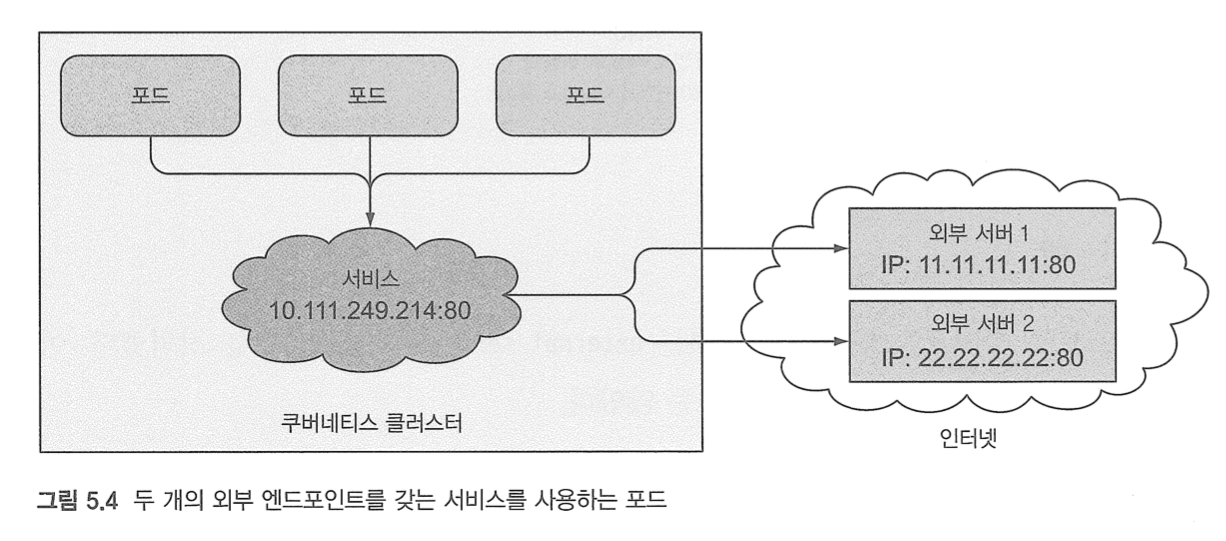 포드
포드
포드
서비스
10.111.249.214:80
외부 서버 1
IP: 11.11.11.11:80
외부 서버 2
IP: 22.22.22.22:80
쿠버네티스 클러스터
인터넷
그림 5.4 두 개의 외부 엔드포인트를 갖는 서비스를 사용하는 포드